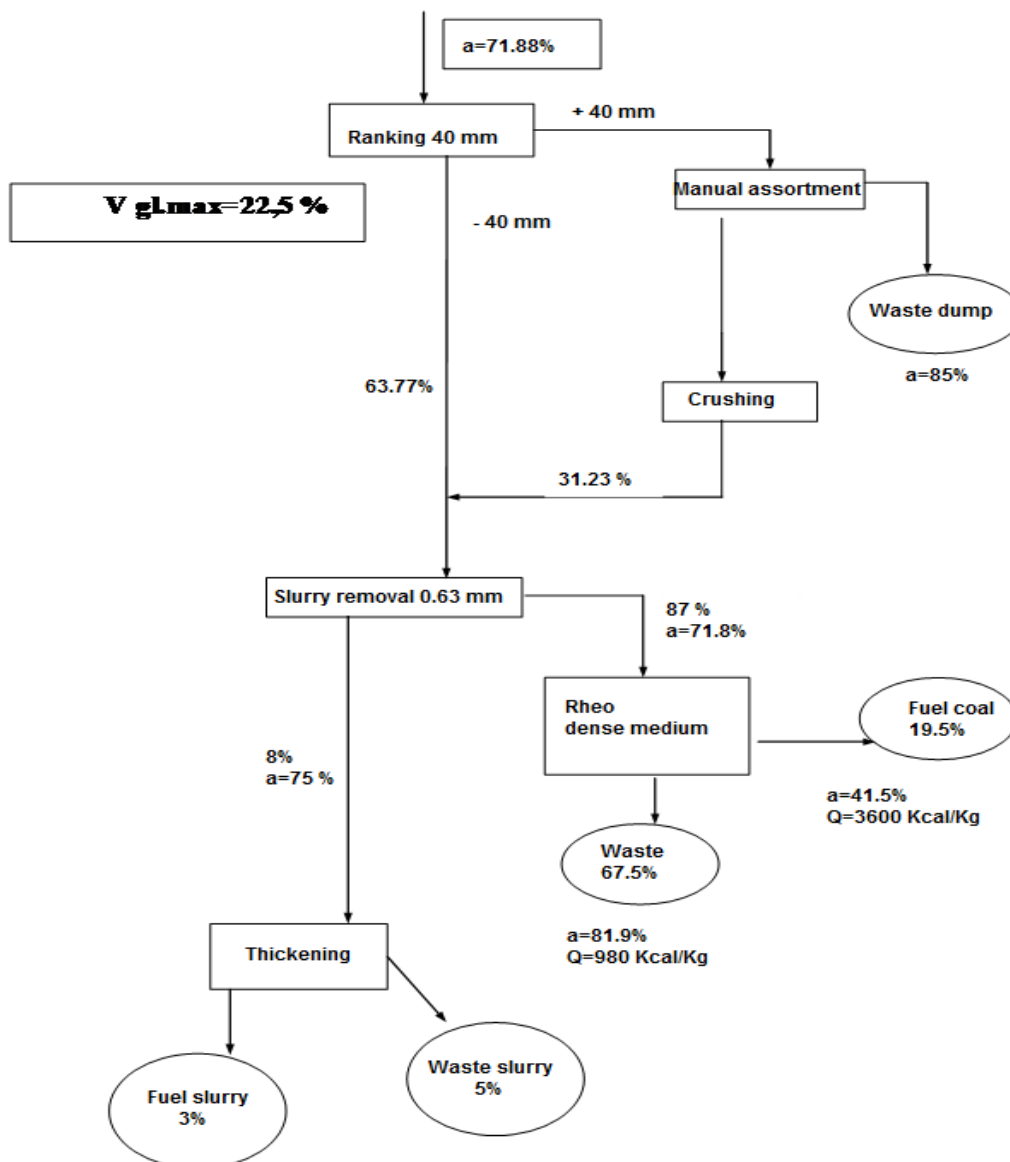 a=71.88%
+ 40 mm
Ranking 40 mm
Manual assortment
V gl.max=22,5 %
- 40 mm
Waste dump
a=85%
63.77%
Crushing
31.23 %
Slurry removal 0.63 mm
87 %
a=71.8%
Rheo
dense medium
Fuel coal
19.5%
8%
a=75 %
a=41.5%
Q=3600 Kcal/Kg
Waste
67.5%
a=81.9%
Q=980 Kcal/Kg
Thickening
Waste slurry
5%
Fuel slurry
3%